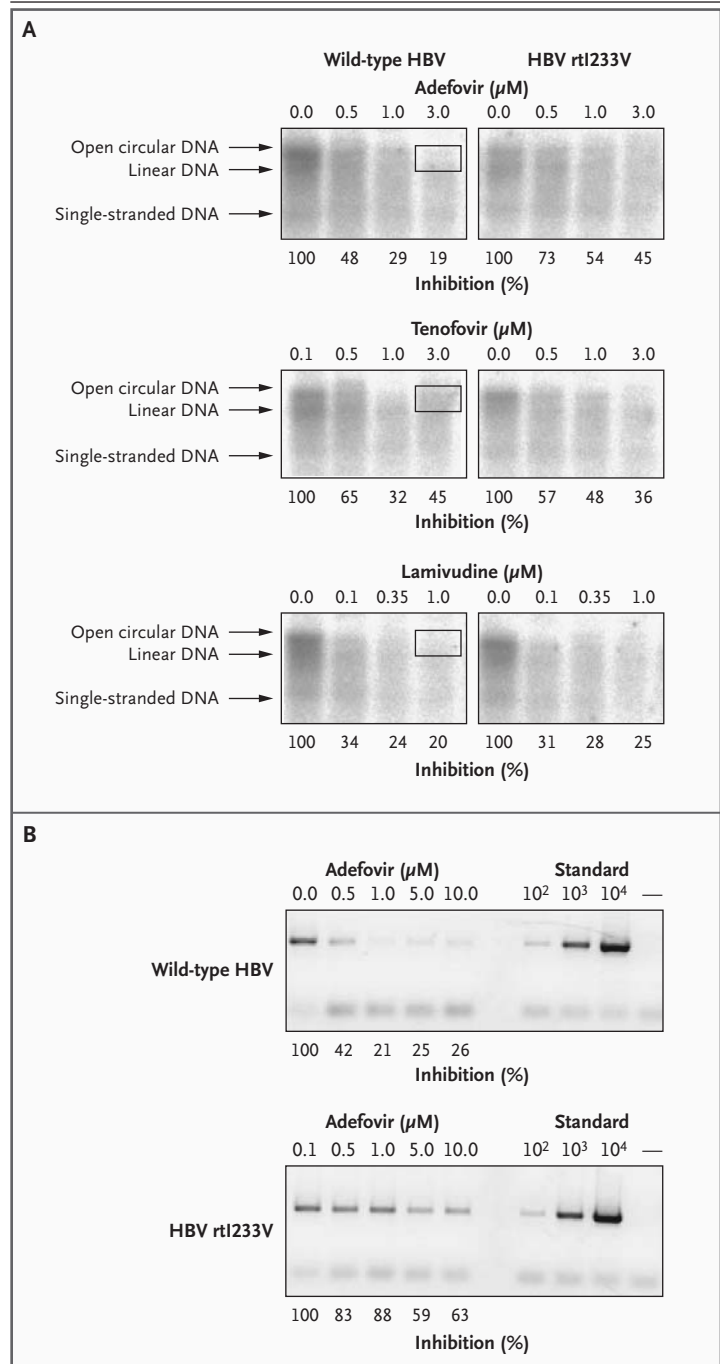 A
Wild-type HBV HBV rtI233V
Adefovir (µM)
0.0 0.5 1.0 3.0 0.0 0.5 1.0 3.0
Open circular DNA
Linear DNA
Single-stranded DNA
100 48 29 19 100 73 54 45
Inhibition (%)
Tenofovir (µM)
0.1 0.5 1.0 3.0 0.0 0.5 1.0 3.0
Open circular DNA
Linear DNA
Single-stranded DNA
100 65 32 45 100 57 48 36
Inhibition (%)
Lamivudine (µM)
0.0 0.1 0.35 1.0 0.0 0.1 0.35 1.0
Open circular DNA
Linear DNA
Single-stranded DNA
100 34 24 20 100 31 28 25
Inhibition (%)
B
Adefovir (µM) Standard
0.0 0.5 1.0 5.0 10.0 10² 10³ 10⁴ —
Wild-type HBV
100 42 21 25 26
Inhibition (%)
Adefovir (µM) Standard
0.1 0.5 1.0 5.0 10.0 10² 10³ 10⁴ —
HBV rtI233V
100 83 88 59 63
Inhibition (%)